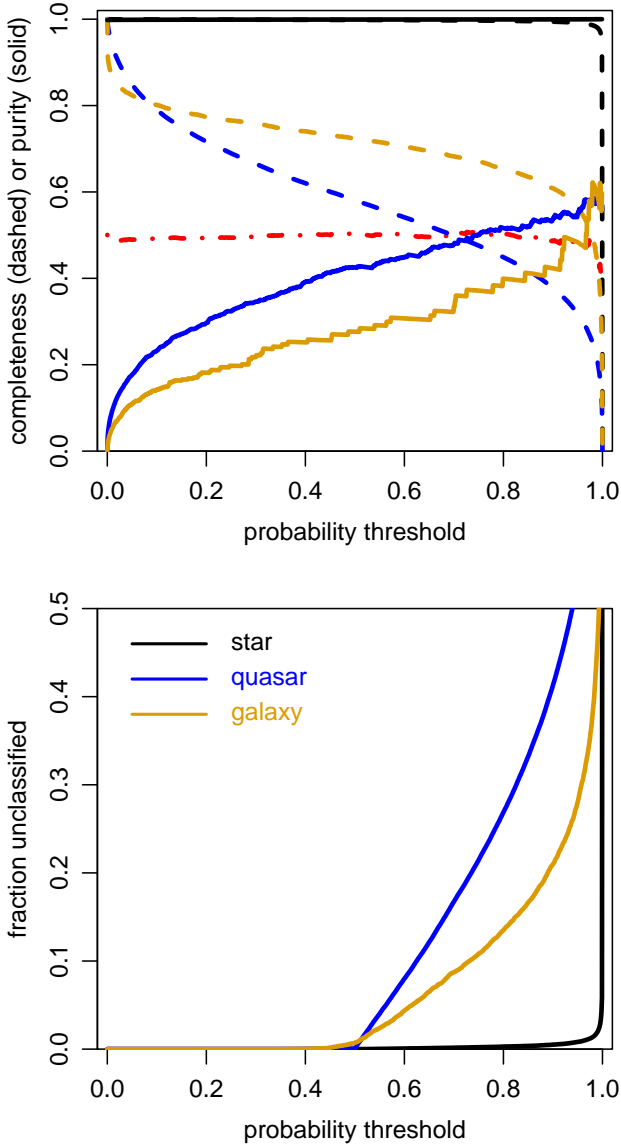 completeness (dashed) or purity (solid)
1.0
0.8
0.6
0.4
0.2
0.0
0.0 0.2 0.4 0.6 0.8 1.0
probability threshold
fraction unclassified
0.5
0.4
0.3
0.2
0.1
0.0
star
quasar
galaxy
0.0 0.2 0.4 0.6 0.8 1.0
probability threshold